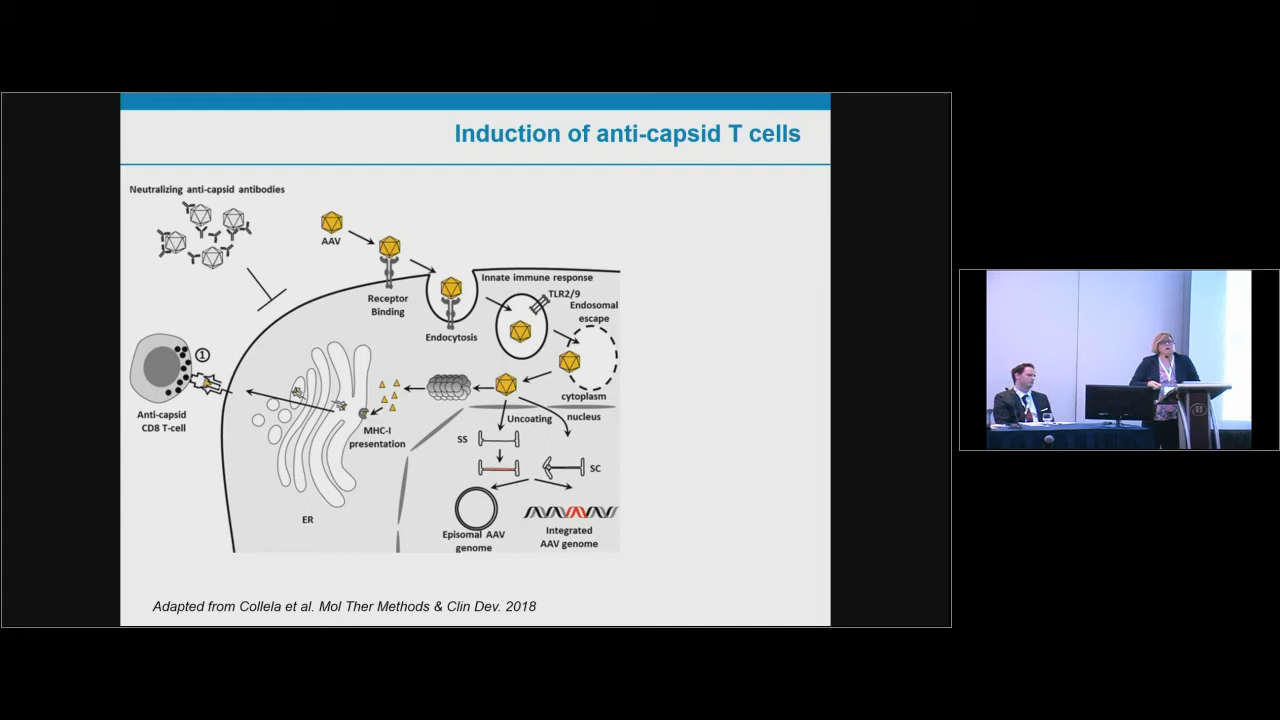 Induction of anti-capsid T cells
Neutralizing anti-capsid antibodies
AAV
Receptor
Binding
Endocytosis
Innate immune response
TLR2/9
Endosomal
escape
cytoplasm
nucleus
Uncoating
SS
SC
Episomal AAV
genome
Integrated
AAV genome
MHC-I
presentation
ER
1
Anti-capsid
CD8 T-cell
Adapted from Collela et al. Mol Ther Methods & Clin Dev. 2018